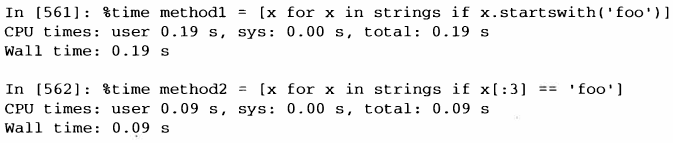 In [561]: %time method1 = [x for x in strings if x.startswith('foo')]
CPU times: user 0.19 s, sys: 0.00 s, total: 0.19 s
Wall time: 0.19 s
In [562]: %time method2 = [x for x in strings if x[:3] == 'foo']
CPU times: user 0.09 s, sys: 0.00 s, total: 0.09 s
Wall time: 0.09 s